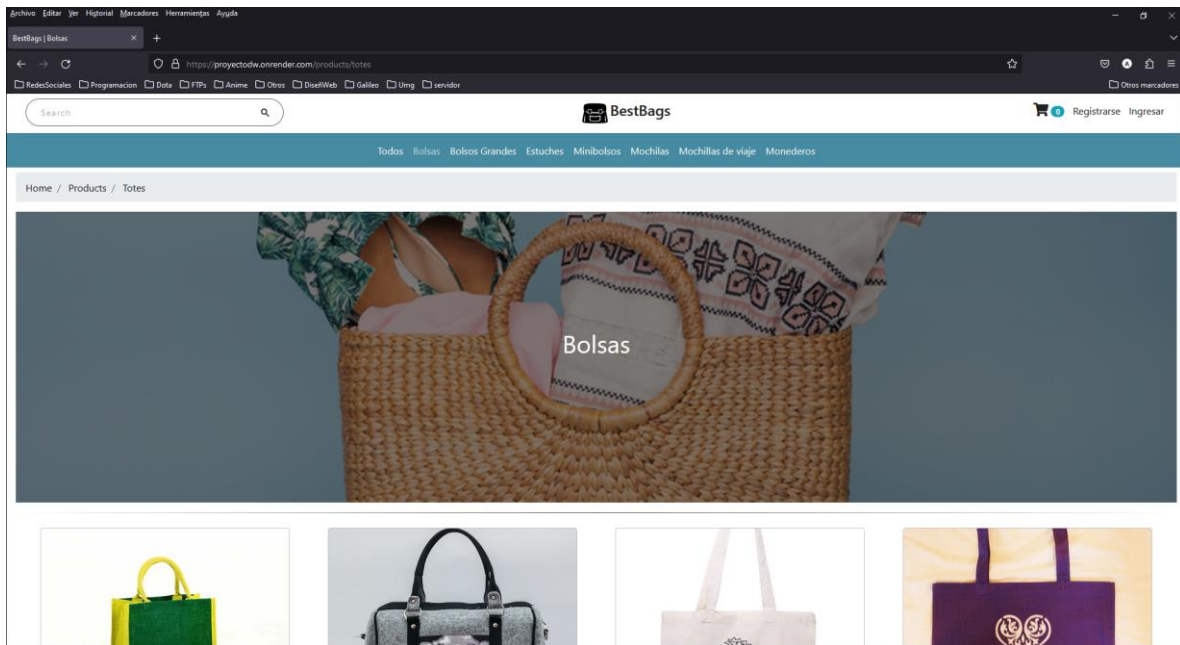 Archivo Editar Ver Historial Marcadores Herramientas Ayuda
BestBags | Bolsas
https://proyectodw.onrender.com/products/totes
RedesSociales Programacion Dota FTPs Anime Otros DiseñWeb Galileo Umg servidor Otros marcadores
Search BestBags 0 Registrarse Ingresar
Todos Bolsas Bolsos Grandes Estuches Minibolsos Mochilas Mochillas de viaje Monederos
Home / Products / Totes
Bolsas